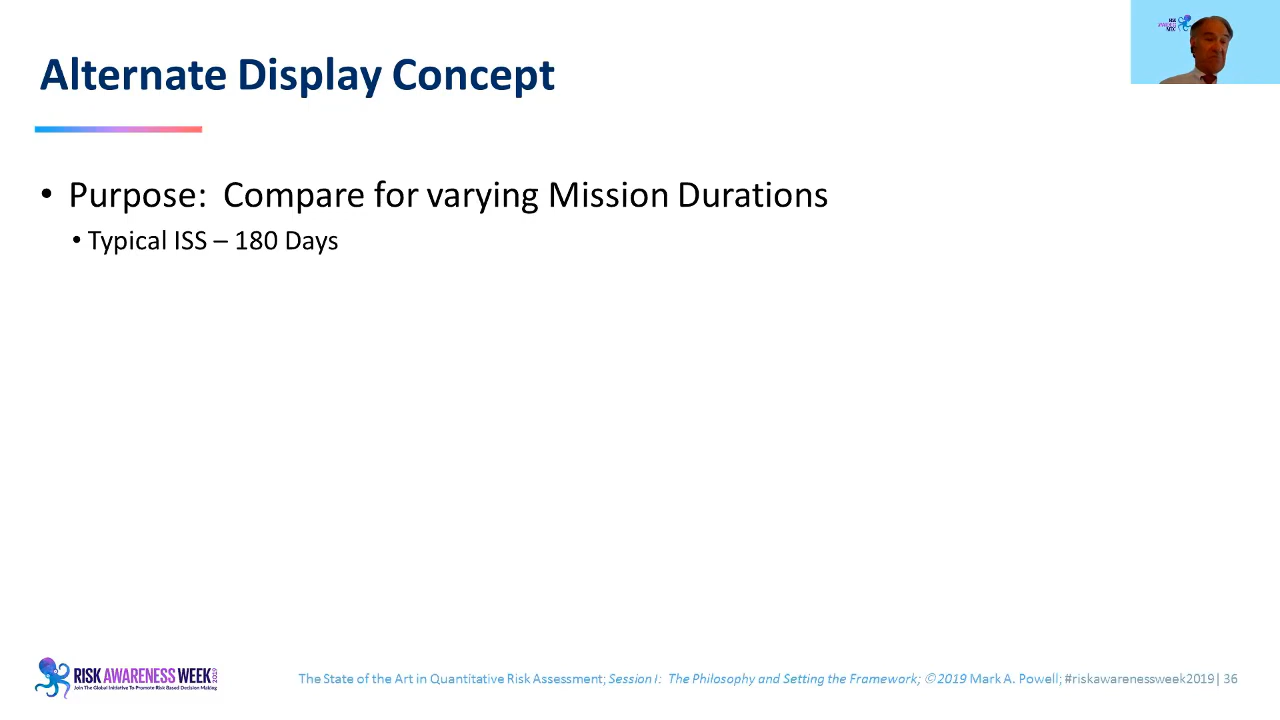 Alternate Display Concept
• Purpose: Compare for varying Mission Durations
• Typical ISS – 180 Days
RISK AWARENESS WEEK 2019
Join The Global Initiative To Promote Risk Based Decision Making
The State of the Art in Quantitative Risk Assessment; Session I: The Philosophy and Setting the Framework; ©2019 Mark A. Powell; #riskawarenessweek2019| 36